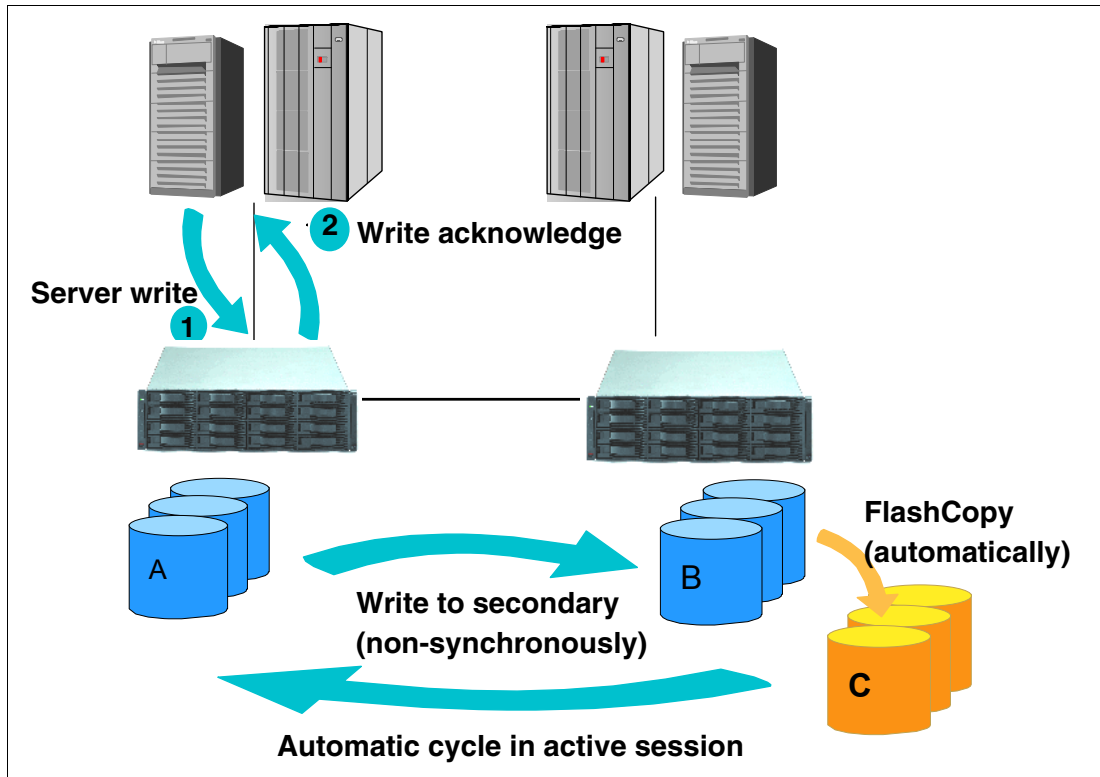 2
Write acknowledge
Server write
1
FlashCopy
(automatically)
A
B
Write to secondary
(non-synchronously)
C
Automatic cycle in active session